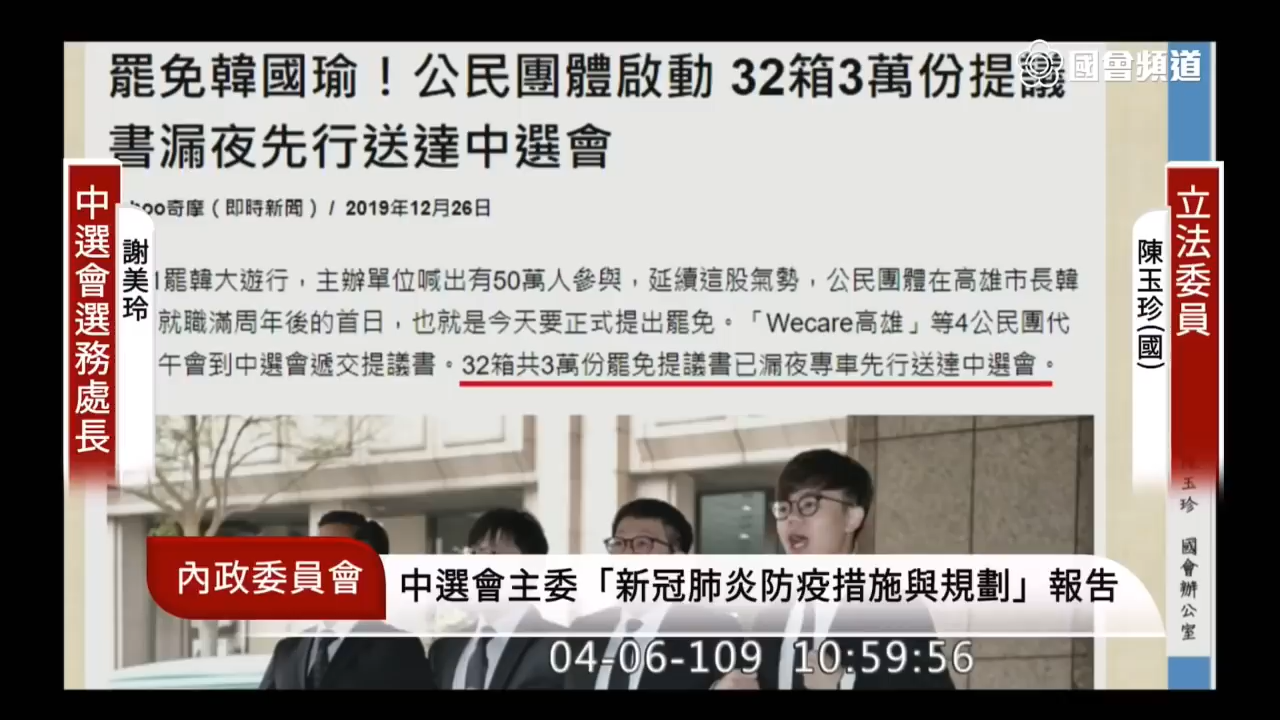 罷免韓國瑜！公民團體啟動 32箱3萬份提議
書漏夜先行送達中選會
國會頻道
hoo奇摩（即時新聞）/ 2019年12月26日
1罷韓大遊行，主辦單位喊出有50萬人參與，延續這股氣勢，公民團體在高雄市長韓
就職滿周年後的首日，也就是今天要正式提出罷免。「Wecare高雄」等4公民團代
午會到中選會遞交提議書。32箱共3萬份罷免提議書已漏夜專車先行送達中選會。
中選會選務處長
謝美玲
立法委員
陳玉珍(國)
玉珍 國會辦公室
內政委員會
中選會主委「新冠肺炎防疫措施與規劃」報告
04-06-109 10:59:56